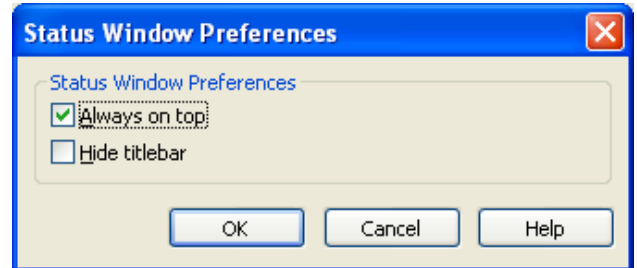 Status Window Preferences
Status Window Preferences
Always on top
Hide titlebar
OK Cancel Help